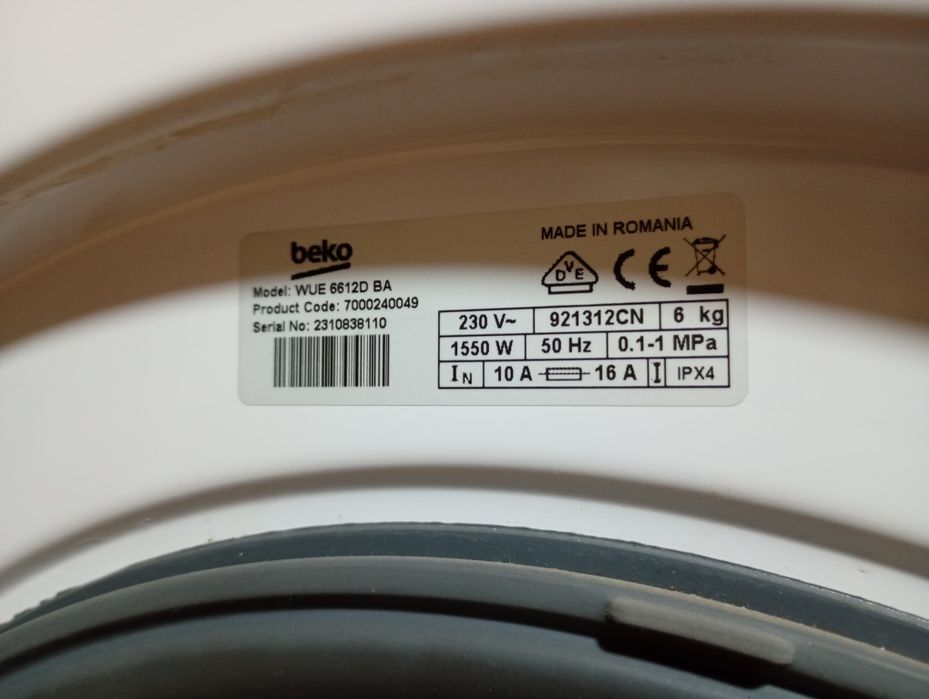 beko
Model: WUE 6612D BA
Product Code: 7000240049
Serial No: 2310838110
MADE IN ROMANIA
DVE
CE
230 V~ 921312CN 6 kg
1550 W 50 Hz 0.1-1 MPa
IN 10 A 16 A I IPX4